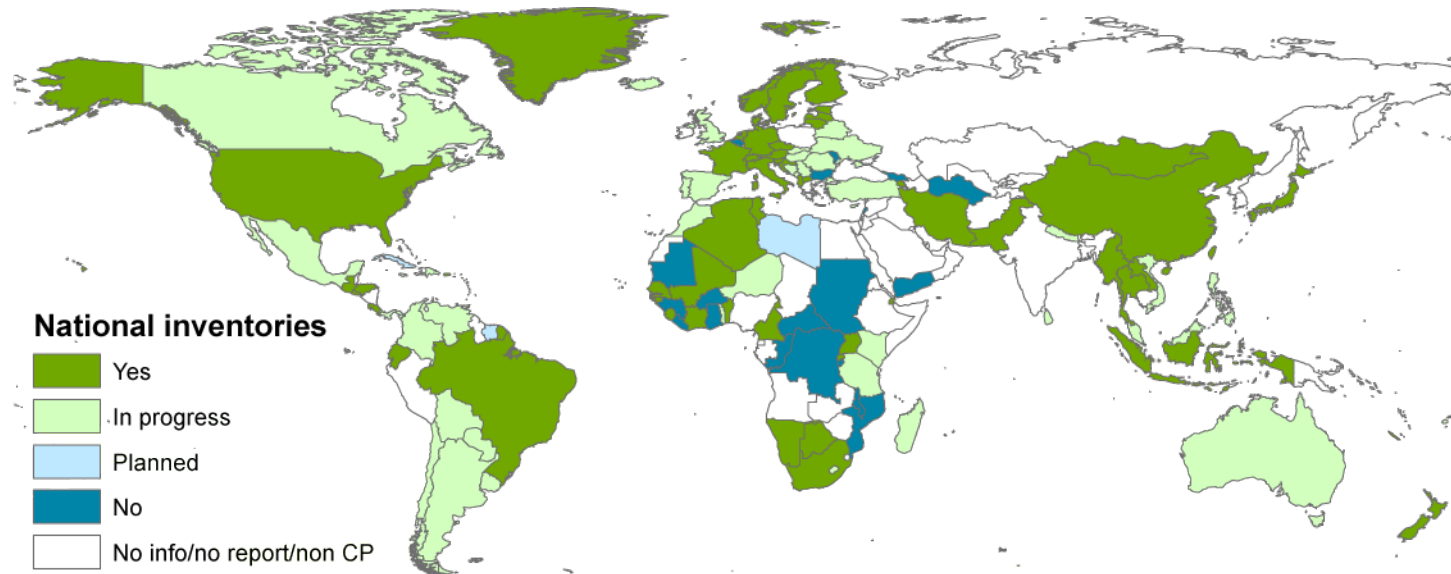 National inventories
Yes
In progress
Planned
No
No info/no report/non CP